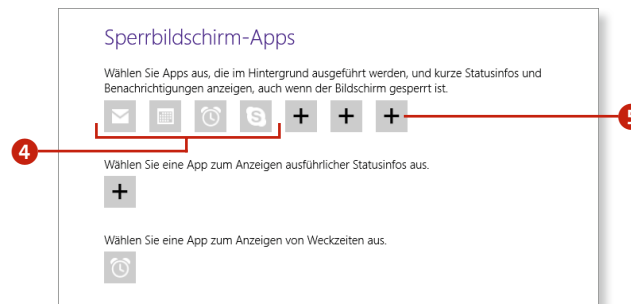 Sperrbildschirm-Apps
Wählen Sie Apps aus, die im Hintergrund ausgeführt werden, und kurze Statusinfos und
Benachrichtigungen anzeigen, auch wenn der Bildschirm gesperrt ist.
5
4
Wählen Sie eine App zum Anzeigen ausführlicher Statusinfos aus.
Wählen Sie eine App zum Anzeigen von Weckzeiten aus.